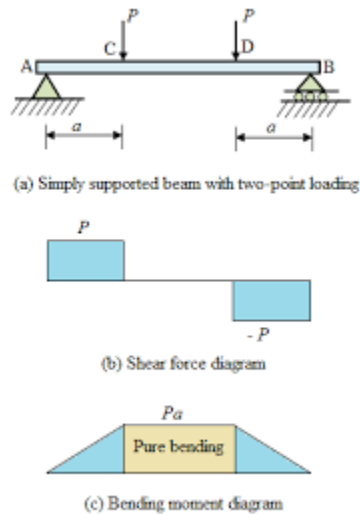 P P
A C D B
a a
(a) Simply supported beam with two-point loading
P
- P
(b) Shear force diagram
Pa
Pure bending
(c) Bending moment diagram